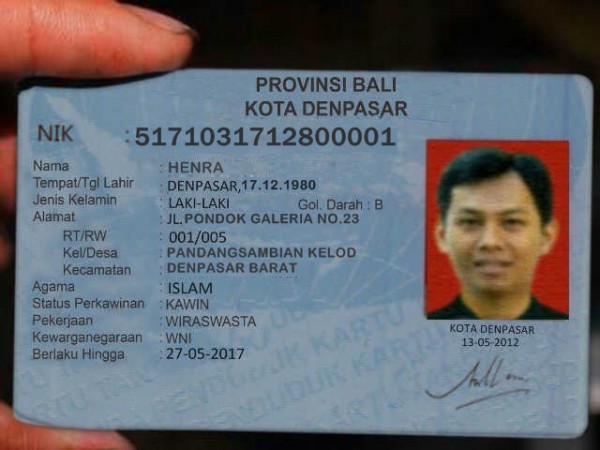 PROVINSI BALI
KOTA DENPASAR
NIK : 5171031712800001
Nama : HENRA
Tempat/Tgl Lahir : DENPASAR,17.12.1980
Jenis Kelamin : LAKI-LAKI Gol. Darah : B
Alamat : JL.PONDOK GALERIA NO.23
RT/RW : 001/005
Kel/Desa : PANDANGSAMBIAN KELOD
Kecamatan : DENPASAR BARAT
Agama : ISLAM
Status Perkawinan : KAWIN
Pekerjaan : WIRASWASTA
Kewarganegaraan : WNI
Berlaku Hingga : 27-05-2017
KOTA DENPASAR
13-05-2012